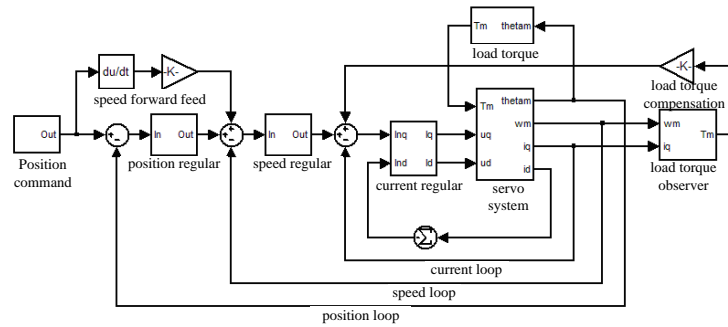 Tm
thetam
load torque
du/dt
-K-
speed forward feed
-K-
load torque
compensation
Out
Position
command
In
Out
position regular
In
Out
speed regular
Inq
Ind
Iq
Id
current regular
Tm
uq
ud
thetam
wm
iq
id
servo
system
wm
iq
Tm
load torque
observer
current loop
speed loop
position loop